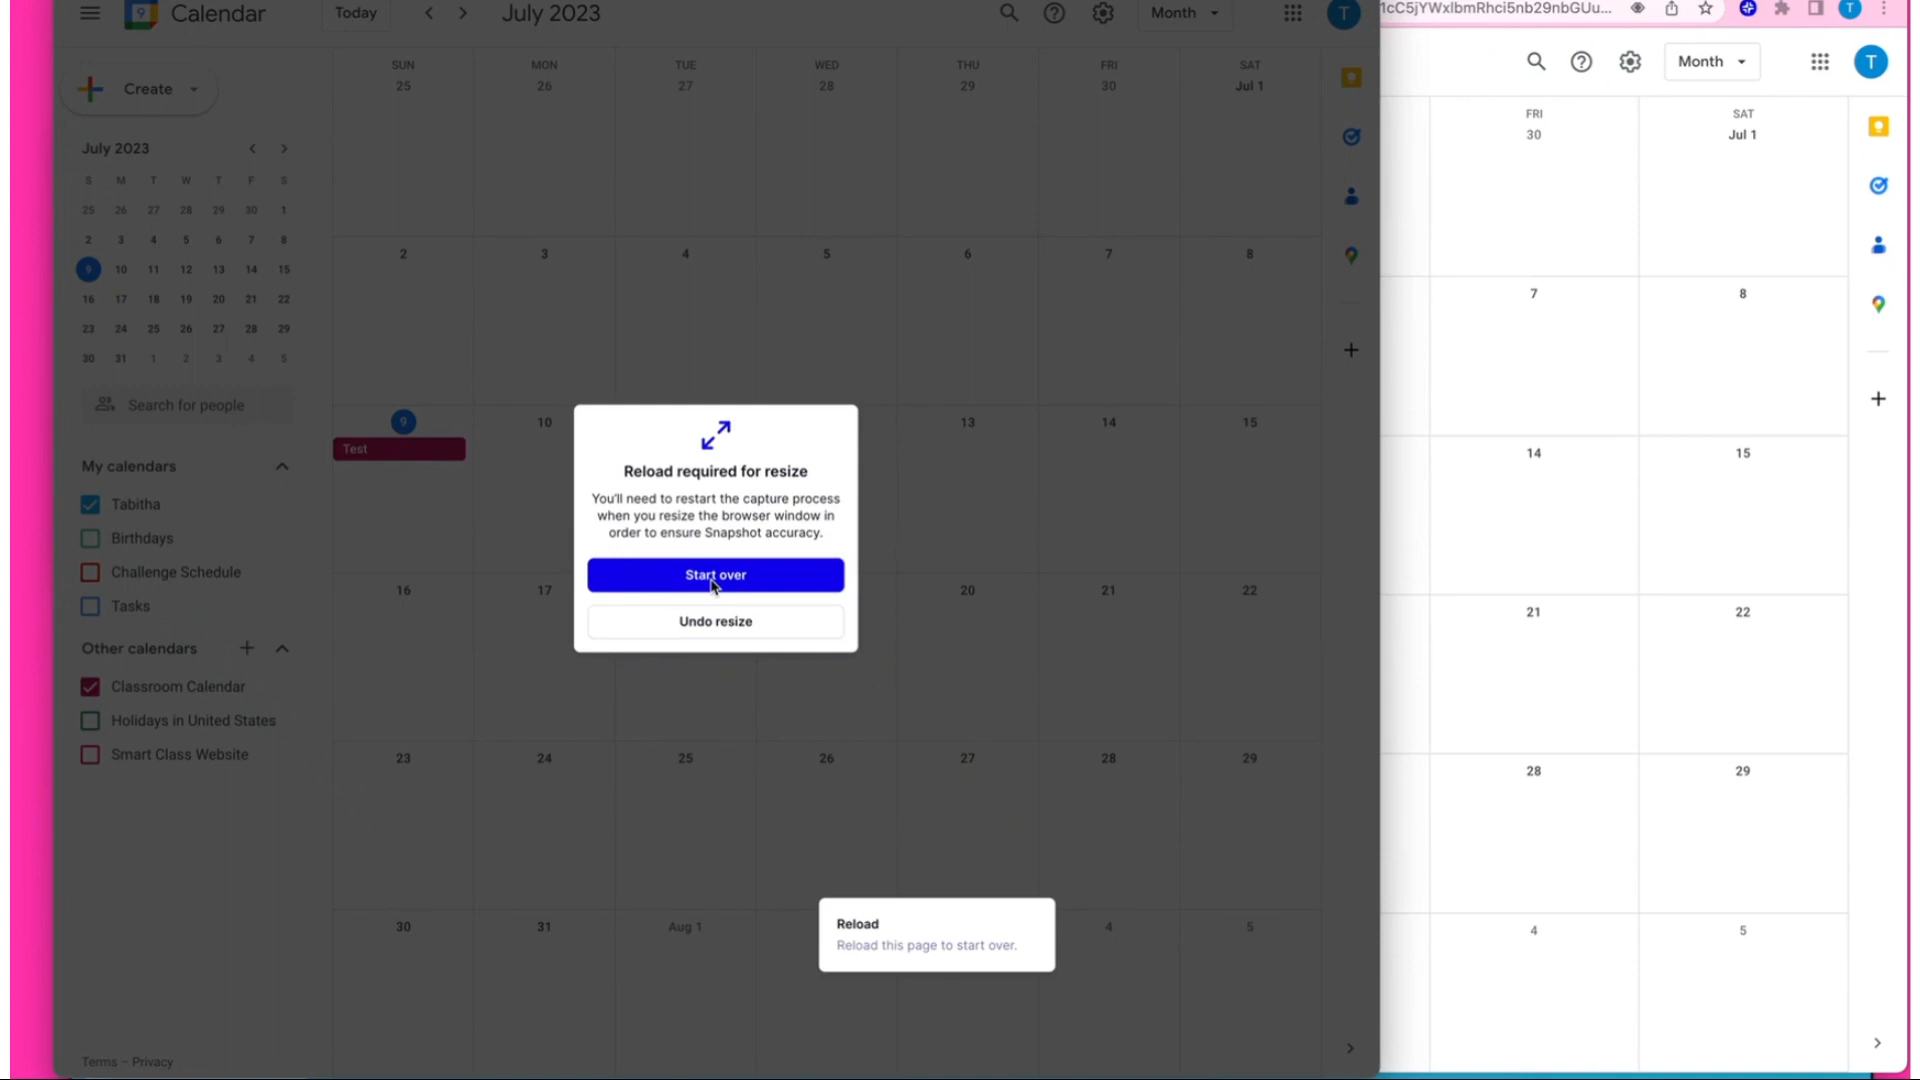 Calendar
Today
July 2023
Month
T
Create
July 2023
S M T W T F S
25 26 27 28 29 30 1
2 3 4 5 6 7 8
9 10 11 12 13 14 15
16 17 18 19 20 21 22
23 24 25 26 27 28 29
30 31 1 2 3 4 5
Search for people
My calendars
Tabitha
Birthdays
Challenge Schedule
Tasks
Other calendars
Classroom Calendar
Holidays in United States
Smart Class Website
Terms – Privacy
SUN MON TUE WED THU FRI SAT
25 26 27 28 29 30 Jul 1
2 3 4 5 6 7 8
9 10 13 14 15
Test
16 17 20 21 22
23 24 25 26 27 28 29
30 31 Aug 1 4 5
Reload required for resize
You'll need to restart the capture process
when you resize the browser window in
order to ensure Snapshot accuracy.
Start over
Undo resize
Reload
Reload this page to start over.
1cC5jYWxlbmRhci5nb29nbGUu...
T
Month
T
FRI SAT
30 Jul 1
7 8
14 15
21 22
28 29
4 5